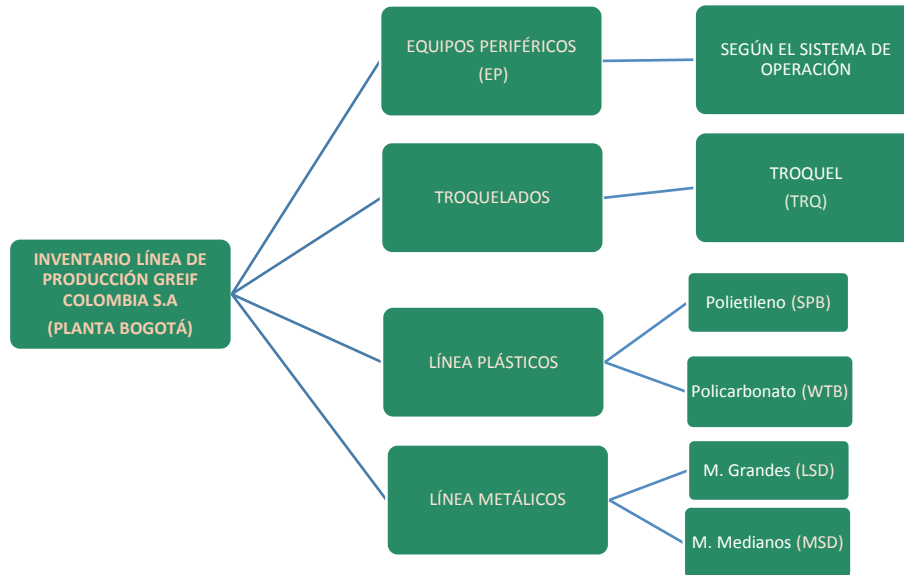 INVENTARIO LÍNEA DE
PRODUCCIÓN GREIF
COLOMBIA S.A
(PLANTA BOGOTÁ)
EQUIPOS PERIFÉRICOS
(EP)
SEGÚN EL SISTEMA DE
OPERACIÓN
TROQUELADOS
TROQUEL
(TRQ)
LÍNEA PLÁSTICOS
Polietileno (SPB)
Policarbonato (WTB)
LÍNEA METÁLICOS
M. Grandes (LSD)
M. Medianos (MSD)